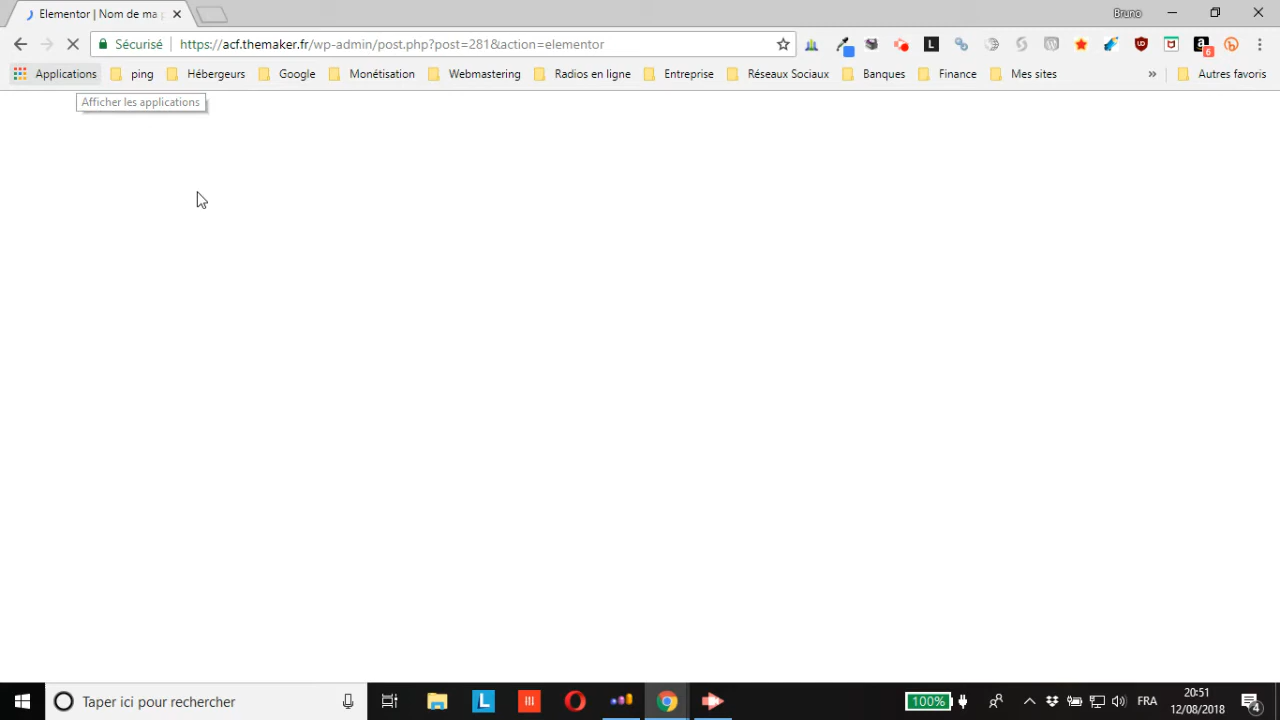 Elementor | Nom de ma
Bruno
Sécurisé
https://acf.themaker.fr/wp-admin/post.php?post=281&action=elementor
L
a
6
Applications
ping
Hébergeurs
Google
Monétisation
Webmastering
Radios en ligne
Entreprise
Réseaux Sociaux
Banques
Finance
Mes sites
»
Autres favoris
Afficher les applications
Taper ici pour rechercher
L
100%
FRA
20:51
12/08/2018
4